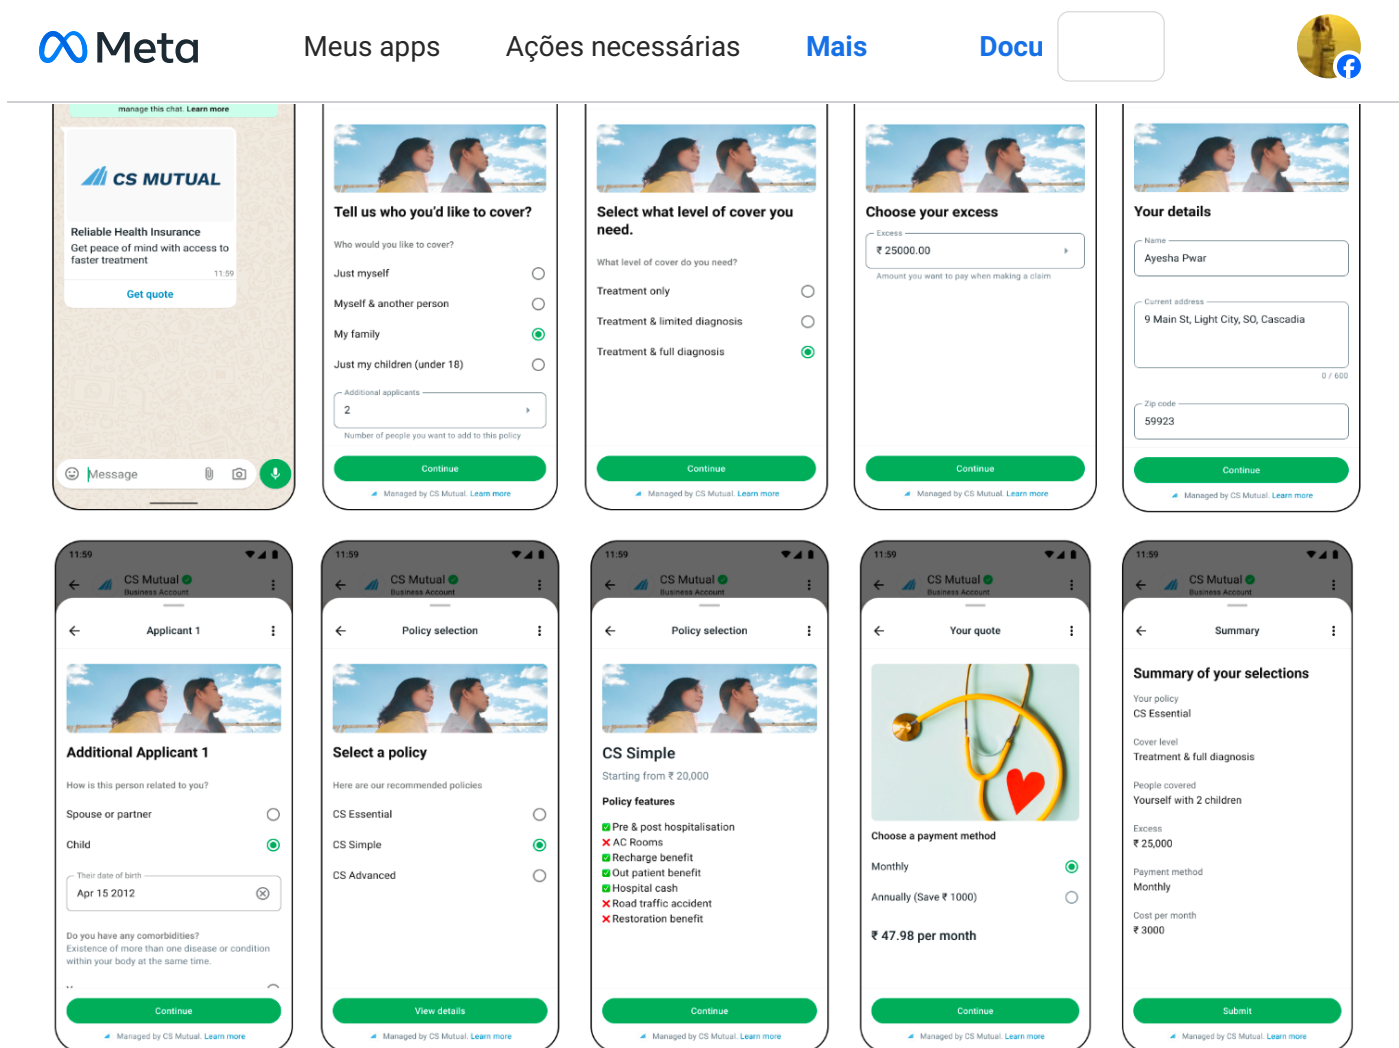 Meta
Meus apps
Ações necessárias
Mais
Docu
manage this chat. Learn more
CS MUTUAL
Reliable Health Insurance
Get peace of mind with access to
faster treatment
11:59
Get quote
Message
Tell us who you'd like to cover?
Who would you like to cover?
Just myself
Myself & another person
My family
Just my children (under 18)
Additional applicants
2
Number of people you want to add to this policy
Continue
Managed by CS Mutual. Learn more
Select what level of cover you
need.
What level of cover do you need?
Treatment only
Treatment & limited diagnosis
Treatment & full diagnosis
Continue
Managed by CS Mutual. Learn more
Choose your excess
Excess
₹ 25000.00
Amount you want to pay when making a claim
Continue
Managed by CS Mutual. Learn more
Your details
Name
Ayesha Pwar
Current address
9 Main St, Light City, SO, Cascadia
0 / 600
Zip code
59923
Continue
Managed by CS Mutual. Learn more
11:59
CS Mutual
Business Account
Applicant 1
Additional Applicant 1
How is this person related to you?
Spouse or partner
Child
Their date of birth
Apr 15 2012
Do you have any comorbidities?
Existence of more than one disease or condition
within your body at the same time.
Continue
Managed by CS Mutual. Learn more
11:59
CS Mutual
Business Account
Policy selection
Select a policy
Here are our recommended policies
CS Essential
CS Simple
CS Advanced
View details
Managed by CS Mutual. Learn more
11:59
CS Mutual
Business Account
Policy selection
CS Simple
Starting from ₹ 20,000
Policy features
Pre & post hospitalisation
AC Rooms
Recharge benefit
Out patient benefit
Hospital cash
Road traffic accident
Restoration benefit
Continue
Managed by CS Mutual. Learn more
11:59
CS Mutual
Business Account
Your quote
Choose a payment method
Monthly
Annually (Save ₹ 1000)
₹ 47.98 per month
Continue
Managed by CS Mutual. Learn more
11:59
CS Mutual
Business Account
Summary
Summary of your selections
Your policy
CS Essential
Cover level
Treatment & full diagnosis
People covered
Yourself with 2 children
Excess
₹ 25,000
Payment method
Monthly
Cost per month
₹ 3000
Submit
Managed by CS Mutual. Learn more